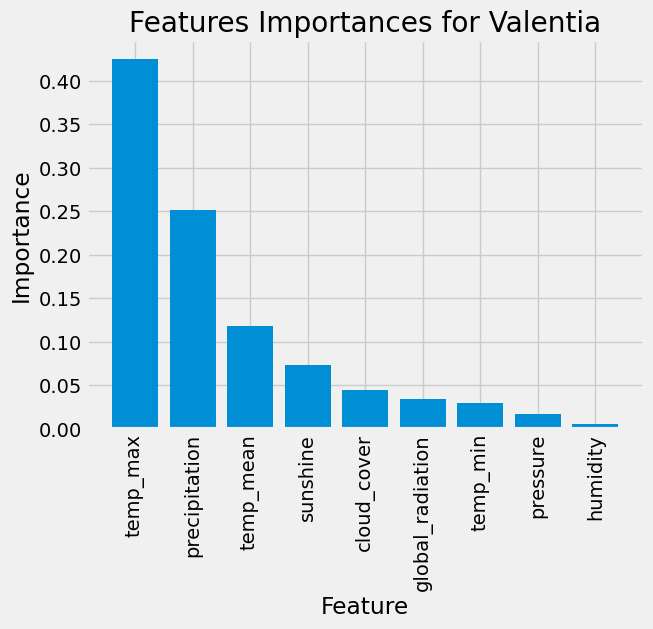 Features Importances for Valentia
Importance
0.40
0.35
0.30
0.25
0.20
0.15
0.10
0.05
0.00
temp_max
precipitation
temp_mean
sunshine
cloud_cover
global_radiation
temp_min
pressure
humidity
Feature